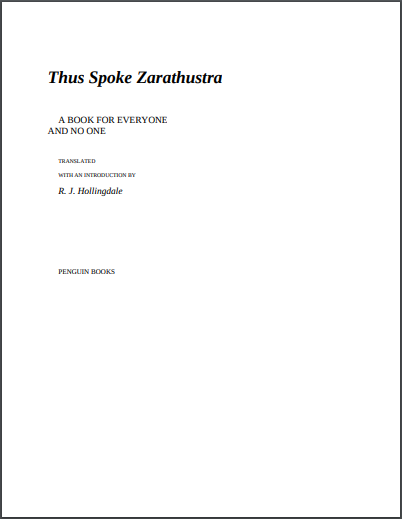 Thus Spoke Zarathustra
A BOOK FOR EVERYONE
AND NO ONE
TRANSLATED
WITH AN INTRODUCTION BY
R. J. Hollingdale
PENGUIN BOOKS